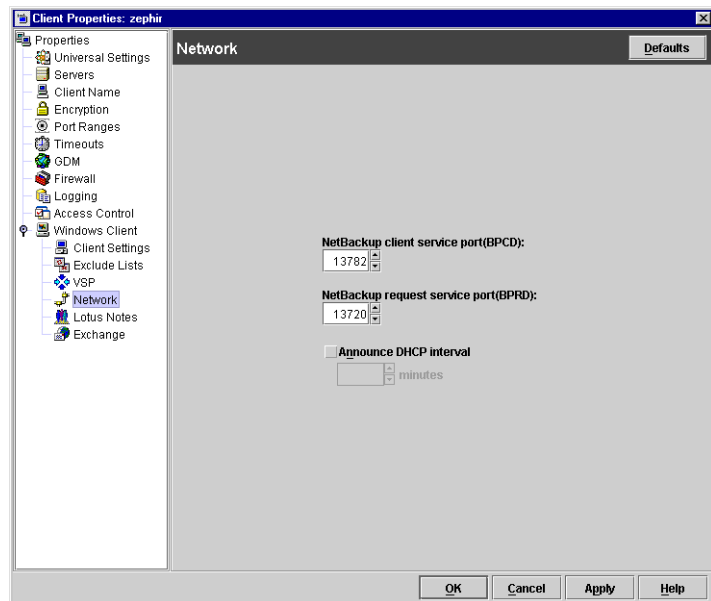 Client Properties: zephir
Properties
Universal Settings
Servers
Client Name
Encryption
Port Ranges
Timeouts
GDM
Firewall
Logging
Access Control
Windows Client
Client Settings
Exclude Lists
VSP
Network
Lotus Notes
Exchange
Network
Defaults
NetBackup client service port(BPCD):
13782
NetBackup request service port(BPRD):
13720
Announce DHCP interval
minutes
OK Cancel Apply Help